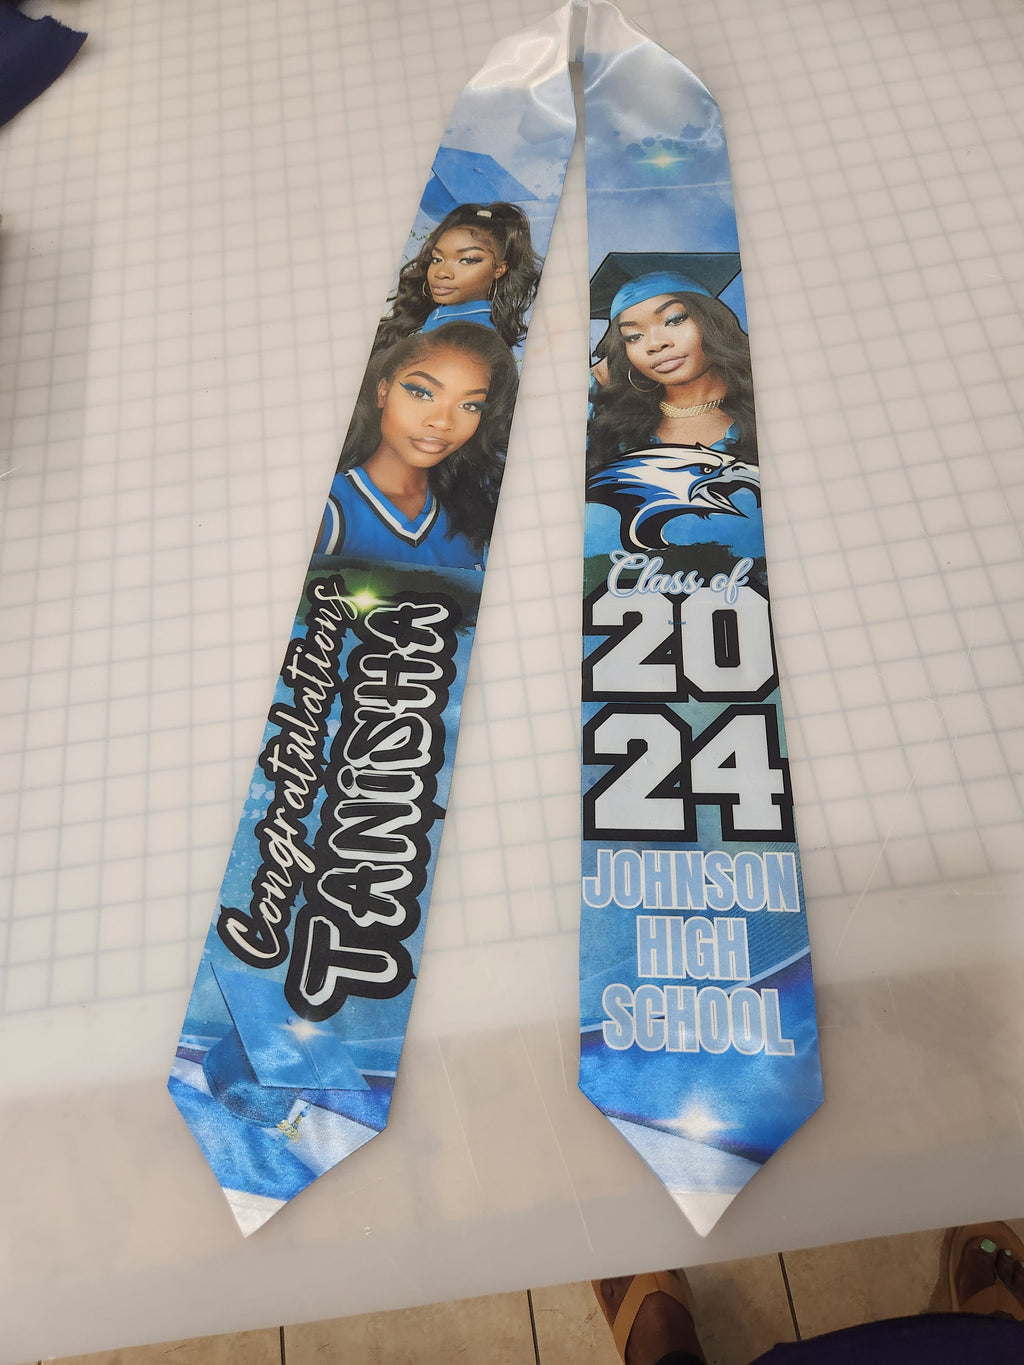 Congratulations
TANiSHA
Class of
20
24
JOHNSON
HIGH
SCHOOL